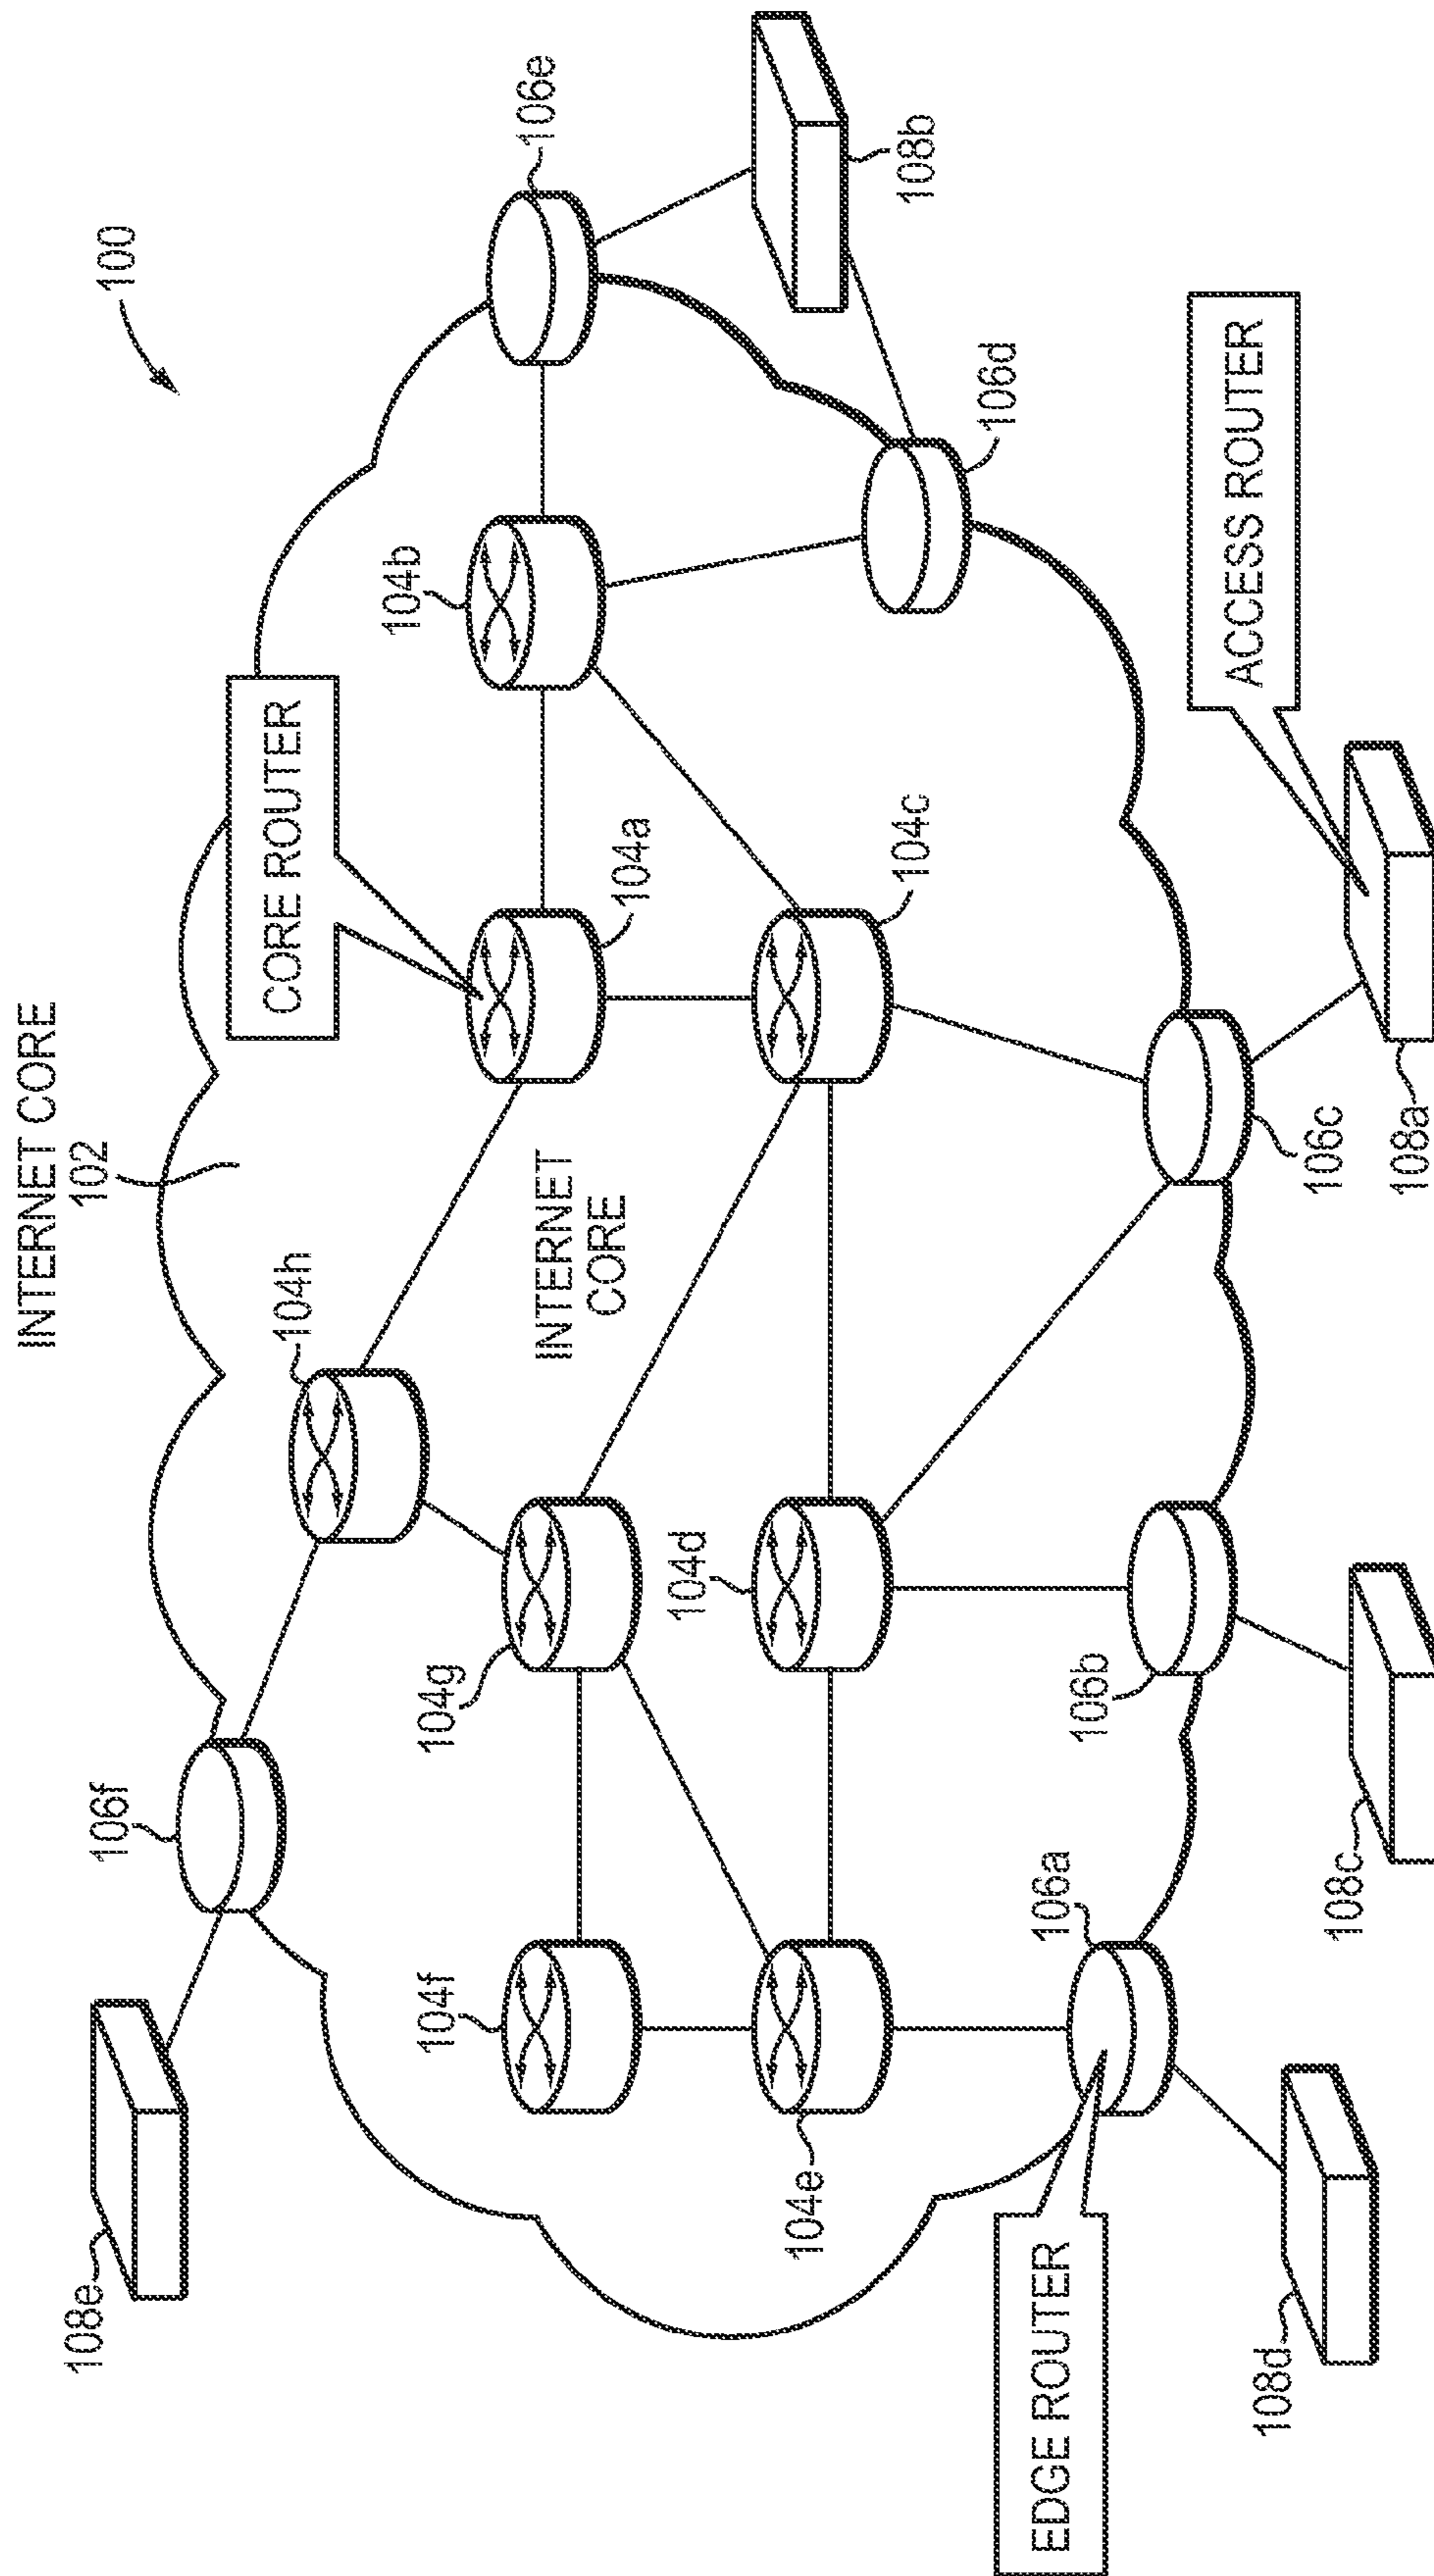 INTERNET CORE
102
100
108e
106f
104h
CORE ROUTER
104b
106e
104f
104g
INTERNET
CORE
104a
104d
104c
106d
108b
104e
106a
106b
106c
EDGE ROUTER
ACCESS ROUTER
108d
108c
108a